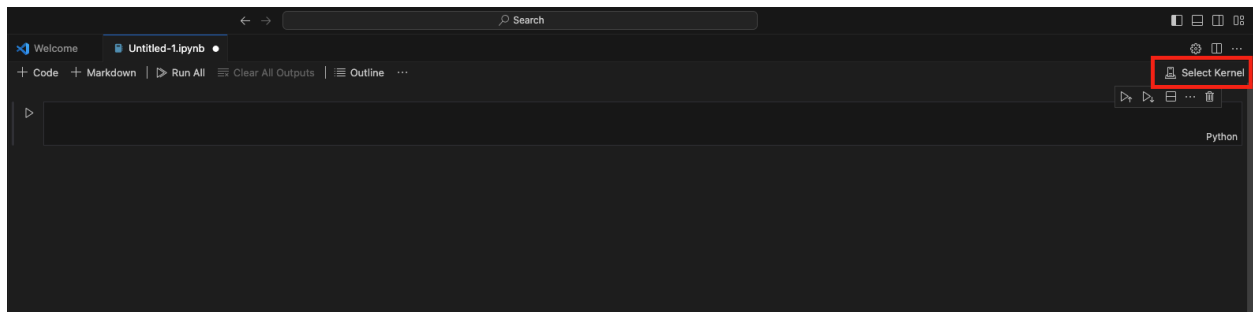 Search
Welcome Untitled-1.ipynb
+ Code + Markdown Run All Clear All Outputs Outline ...
Select Kernel
Python